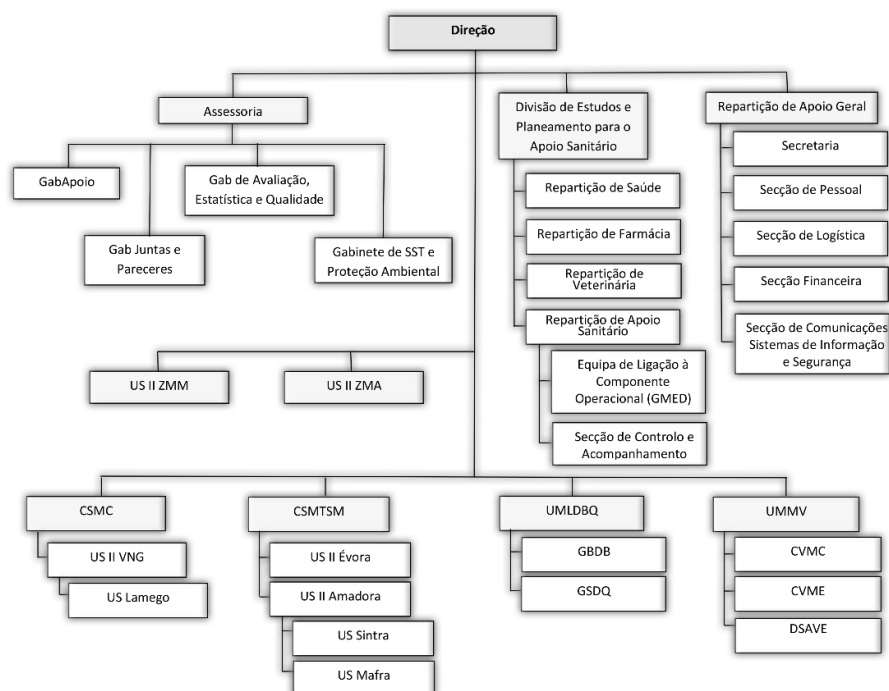 Direção
Assessoria
GabApoio
Gab Juntas e
Pareceres
Gab de Avaliação,
Estatística e Qualidade
Gabinete de SST e
Proteção Ambiental
Divisão de Estudos e
Planeamento para o
Apoio Sanitário
Repartição de Saúde
Repartição de Farmácia
Repartição de
Veterinária
Repartição de Apoio
Sanitário
Equipa de Ligação à
Componente
Operacional (GMED)
Secção de Controlo e
Acompanhamento
Repartição de Apoio Geral
Secretaria
Secção de Pessoal
Secção de Logística
Secção Financeira
Secção de Comunicações
Sistemas de Informação
e Segurança
US II ZMM
US II ZMA
CSMC
US II VNG
US Lamego
CSMTSM
US II Évora
US II Amadora
US Sintra
US Mafra
UMLDBQ
GBDB
GSDQ
UMMV
CVMC
CVME
DSAVE